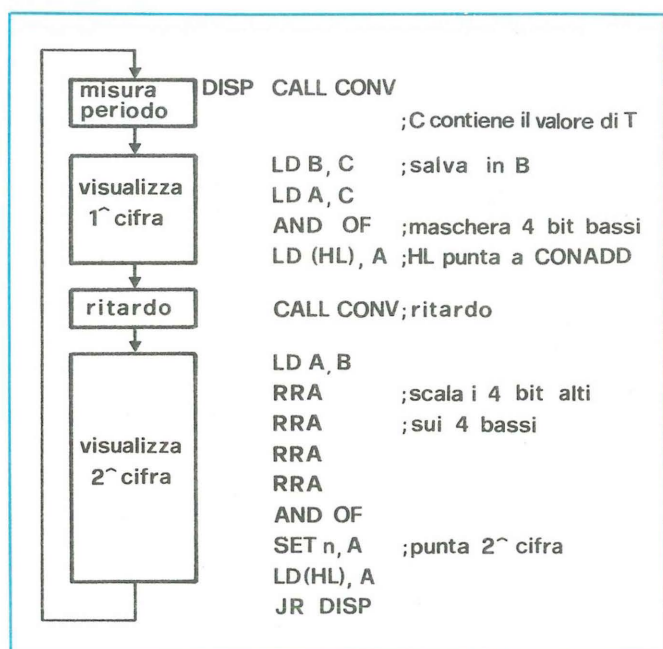 misura DISP CALL CONV
periodo
;C contiene il valore di T
LD B, C ;salva in B
visualizza LD A, C
1^ cifra AND OF ;maschera 4 bit bassi
LD (HL), A ;HL punta a CONADD
ritardo CALL CONV;ritardo
LD A, B
RRA ;scala i 4 bit alti
RRA ;sui 4 bassi
visualizza RRA
2^ cifra RRA
AND OF
SET n, A ;punta 2^ cifra
LD(HL), A
JR DISP